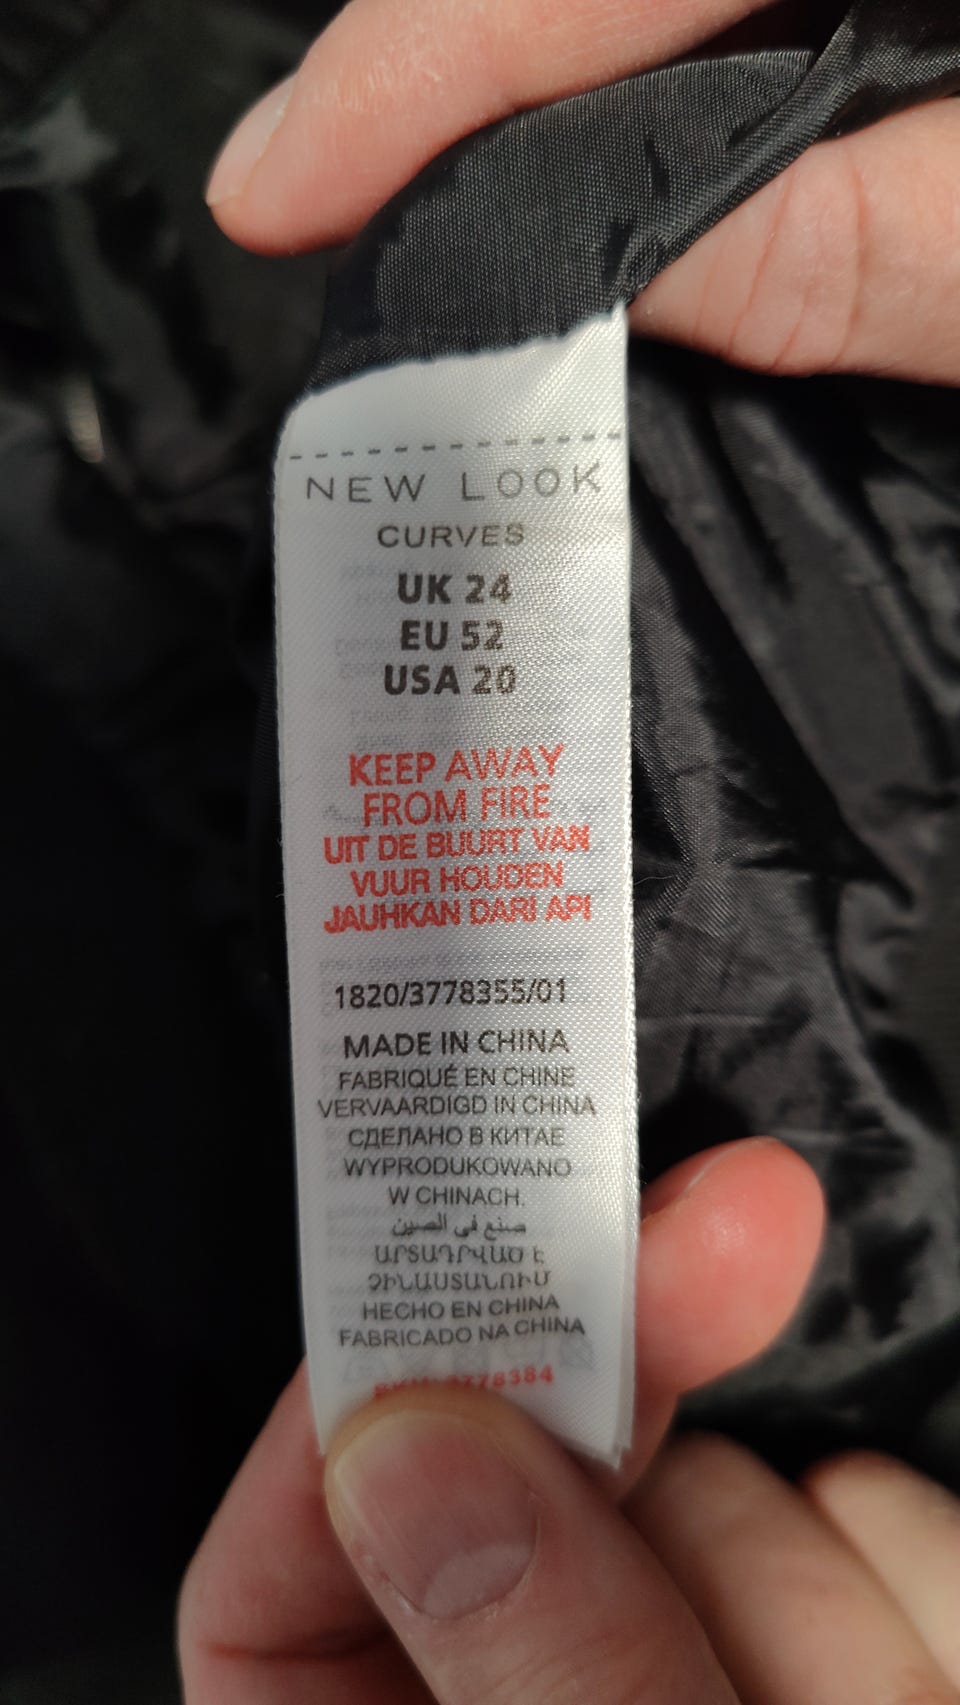 NEW LOOK
CURVES
UK 24
EU 52
USA 20
KEEP AWAY
FROM FIRE
UIT DE BUURT VAN
VUUR HOUDEN
JAUHKAN DARI API
1820/3778355/01
MADE IN CHINA
FABRIQUÉ EN CHINE
VERVAARDIGD IN CHINA
СДЕЛАНО В КИТАЕ
WYPRODUKOWANO
W CHINACH.
صنع في الصين
ԱՐՏԱԴՐՎԱԾ Է
ՉԻՆԱՍՏԱՆՈՒՄ
HECHO EN CHINA
FABRICADO NA CHINA